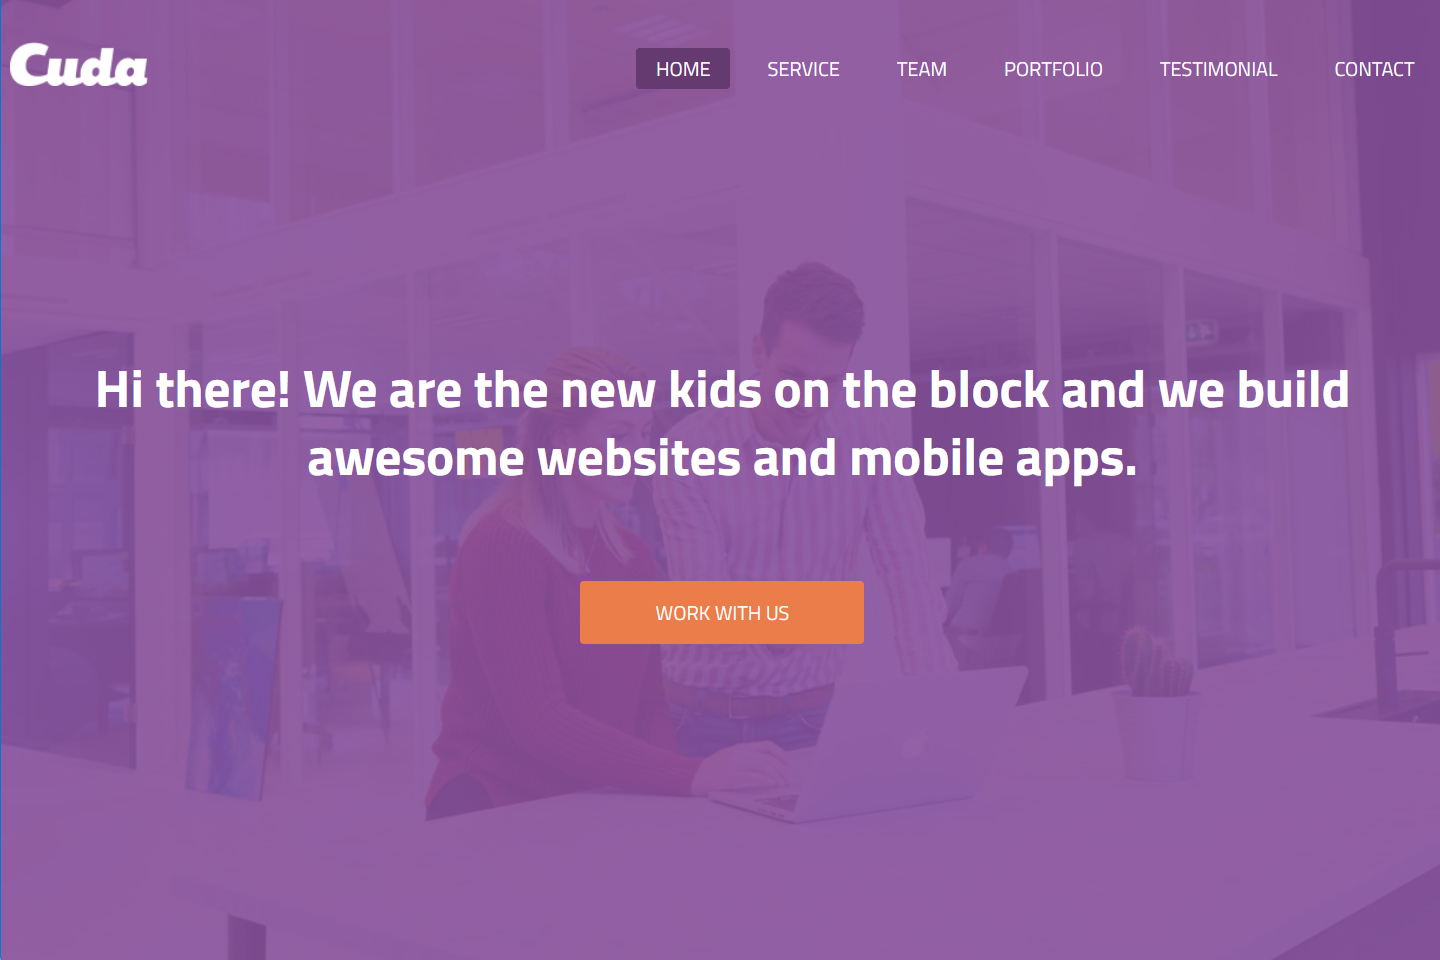 Cuda
HOME SERVICE TEAM PORTFOLIO TESTIMONIAL CONTACT
Hi there! We are the new kids on the block and we build
awesome websites and mobile apps.
WORK WITH US